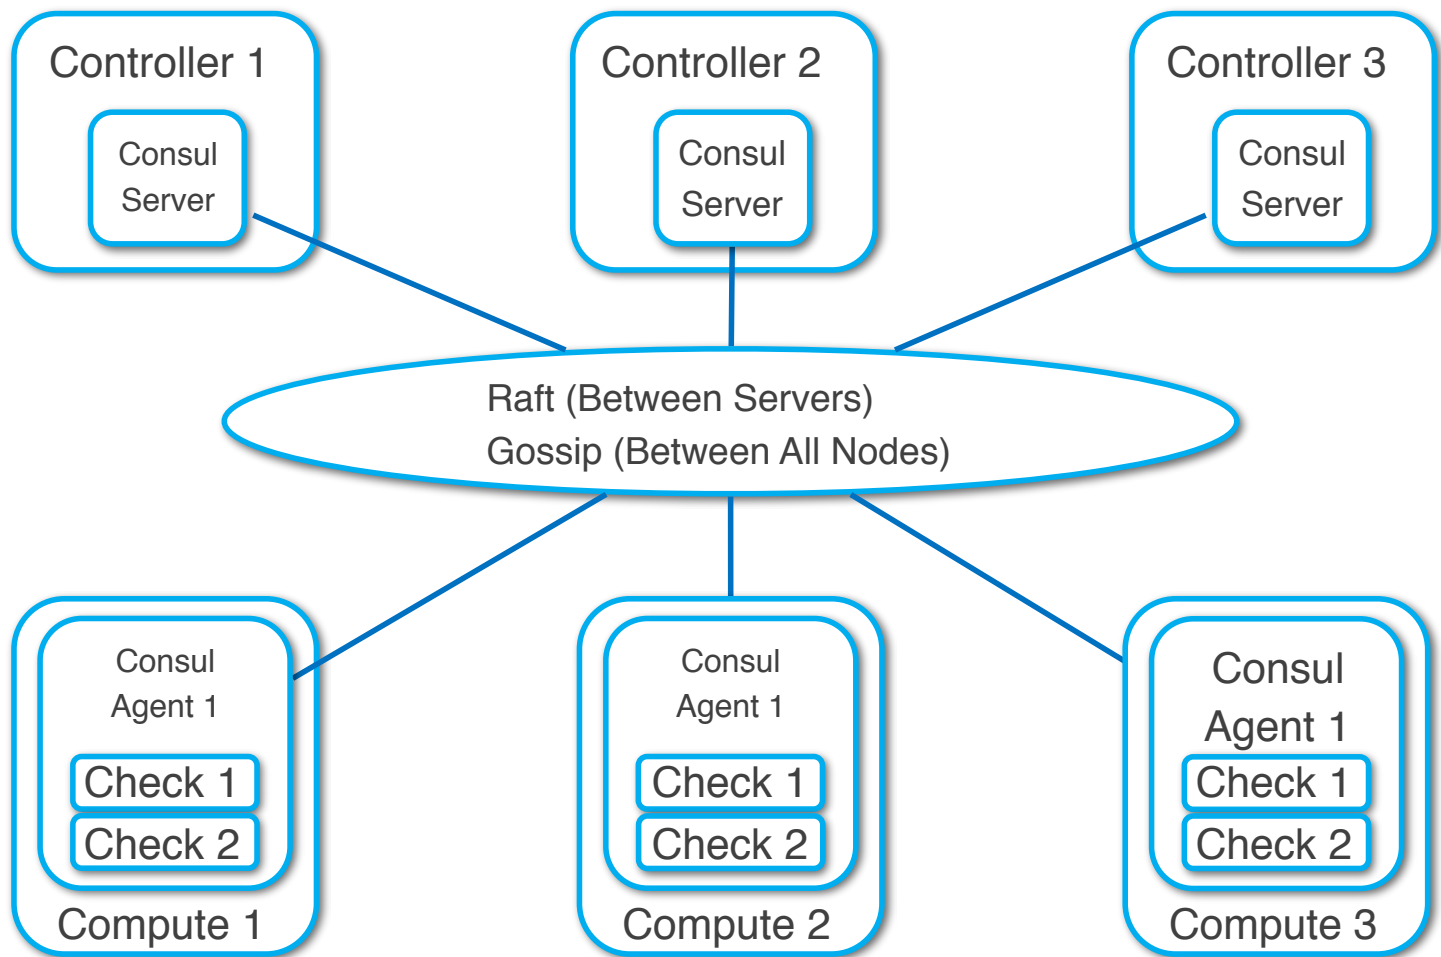 Controller 1
Consul
Server
Controller 2
Consul
Server
Controller 3
Consul
Server
Raft (Between Servers)
Gossip (Between All Nodes)
Consul
Agent 1
Check 1
Check 2
Compute 1
Consul
Agent 1
Check 1
Check 2
Compute 2
Consul
Agent 1
Check 1
Check 2
Compute 3